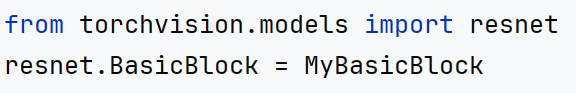 from torchvision.models import resnet
resnet.BasicBlock = MyBasicBlock